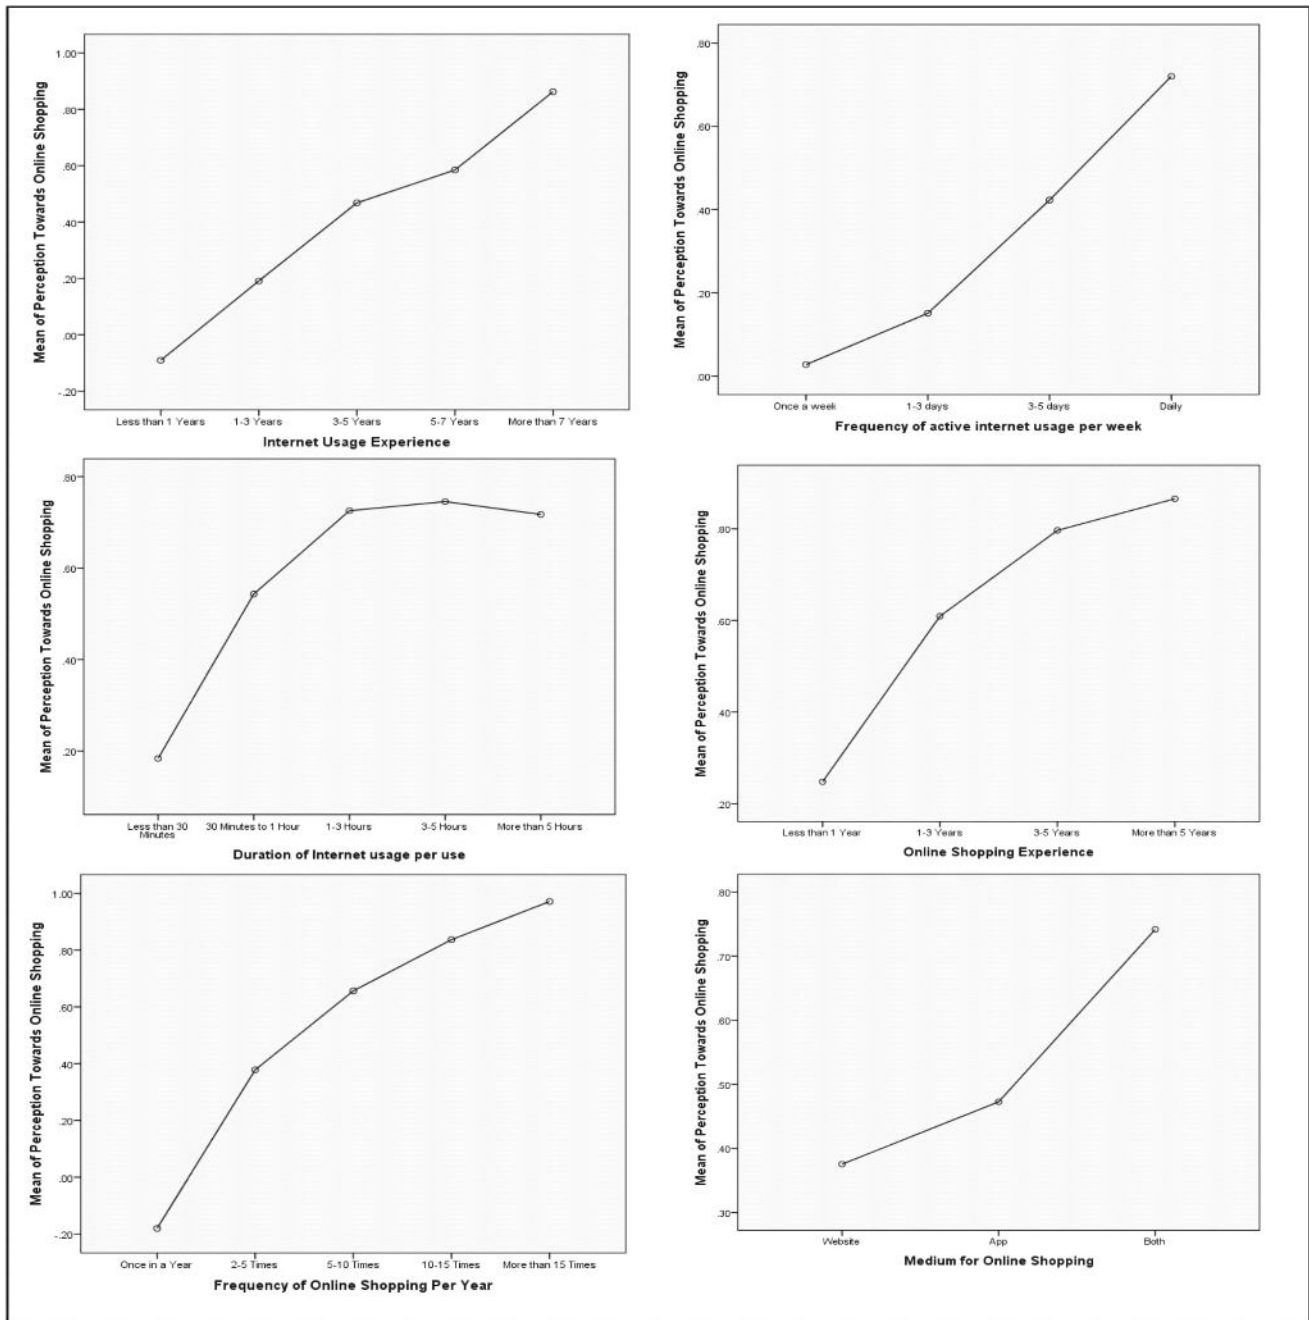 Mean of Perception Towards Online Shopping
1.00
.80
.60
.40
.20
.00
-.20
Less than 1 Years 1-3 Years 3-5 Years 5-7 Years More than 7 Years
Internet Usage Experience
Mean of Perception Towards Online Shopping
.80
.60
.40
.20
.00
Once a week 1-3 days 3-5 days Daily
Frequency of active internet usage per week
Mean of Perception Towards Online Shopping
.80
.60
.40
.20
Less than 30 Minutes 30 Minutes to 1 Hour 1-3 Hours 3-5 Hours More than 5 Hours
Duration of Internet usage per use
Mean of Perception Towards Online Shopping
.80
.60
.40
.20
Less than 1 Year 1-3 Years 3-5 Years More than 5 Years
Online Shopping Experience
Mean of Perception Towards Online Shopping
1.00
.80
.60
.40
.20
.00
-.20
Once in a Year 2-5 Times 5-10 Times 10-15 Times More than 15 Times
Frequency of Online Shopping Per Year
Mean of Perception Towards Online Shopping
.80
.70
.60
.50
.40
.30
Website App Both
Medium for Online Shopping